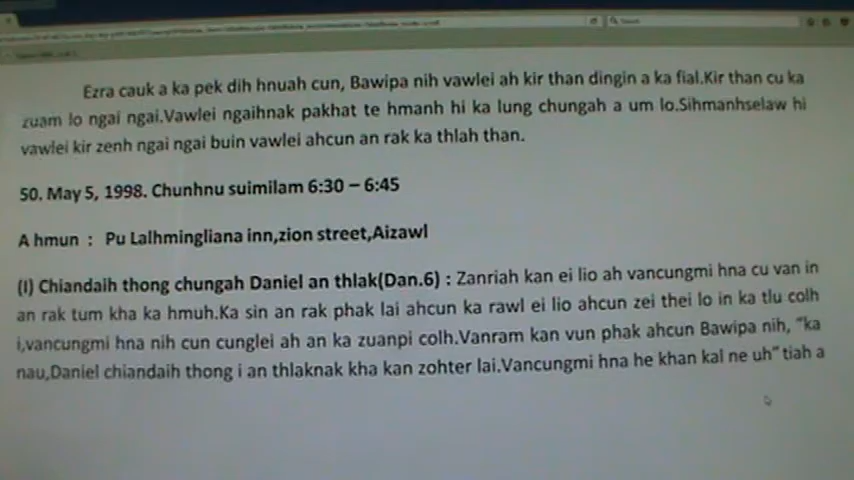 Ezra cauk a ka pek dih hnuah cun, Bawipa nih vawlei ah kir than dingin a ka fial.Kir than cu ka
zuam lo ngai ngai.Vawlei ngaihnak pakhat te hmanh hi ka lung chungah a um lo.Sihmanhselaw hi
vawlei kir zenh ngai ngai buin vawlei ahcun an rak ka thlah than.
50. May 5, 1998. Chunhnu suimilam 6:30 – 6:45
A hmun : Pu Lalhmingliana inn,zion street,Aizawl
(I) Chiandaih thong chungah Daniel an thlak(Dan.6) : Zanriah kan ei lio ah vancungmi hna cu van in
an rak tum kha ka hmuh.Ka sin an rak phak lai ahcun ka rawl ei lio ahcun zei thei lo in ka tlu colh
i,vancungmi hna nih cun cunglei ah an ka zuanpi colh.Vanram kan vun phak ahcun Bawipa nih, "ka
nau,Daniel chiandaih thong i an thlaknak kha kan zohter lai.Vancungmi hna he khan kal ne uh" tiah a